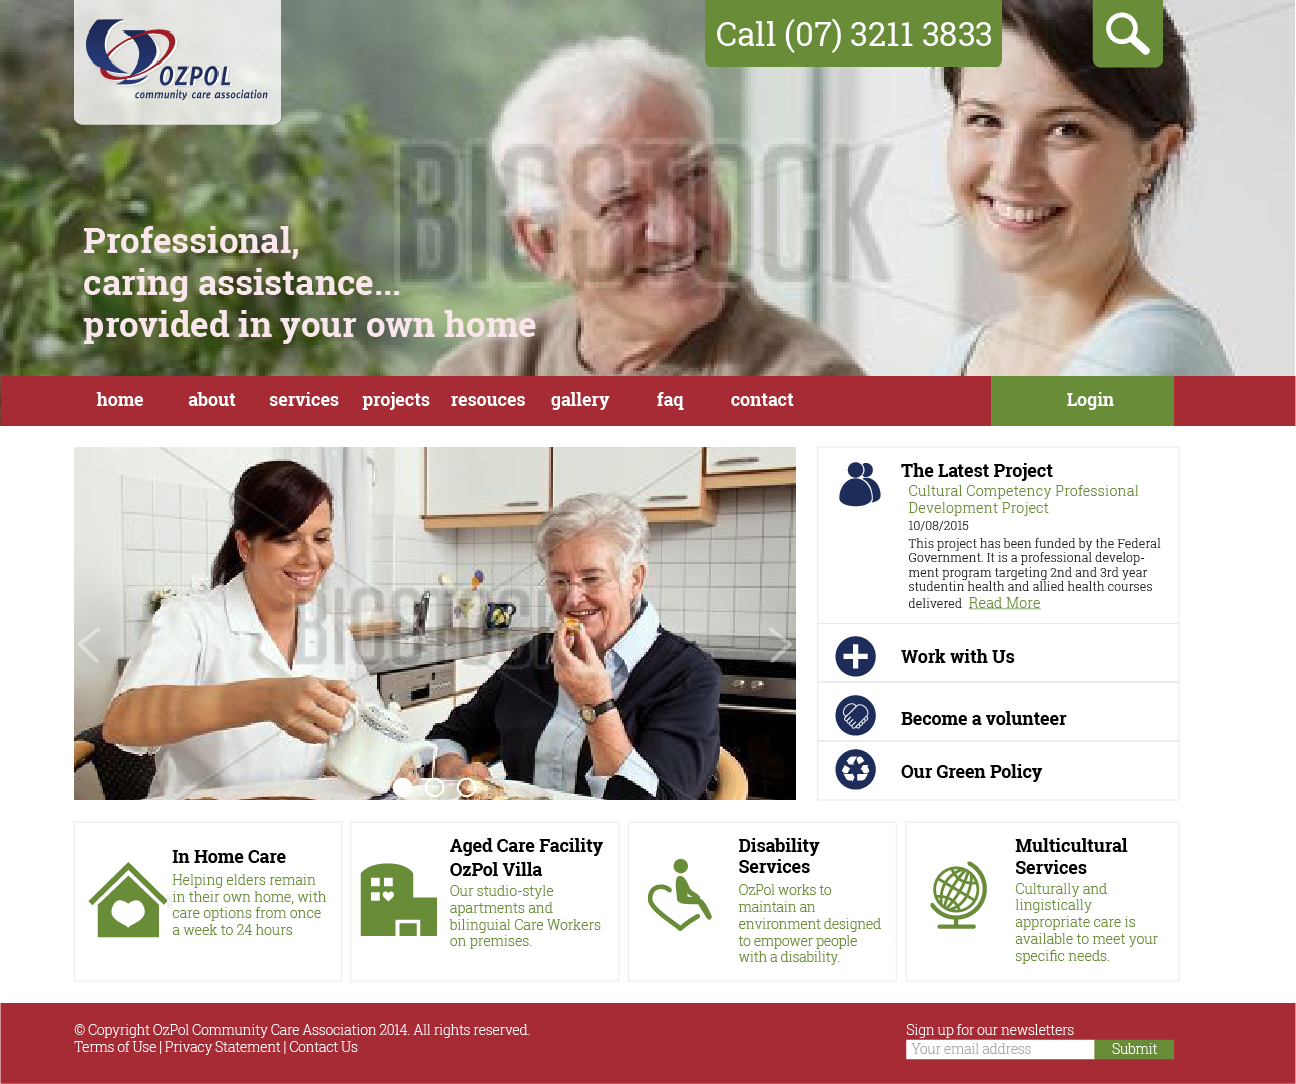 OZPOL
community care association
Call (07) 3211 3833
BIGSTOCK
Professional,
caring assistance...
provided in your own home
home about services projects resouces gallery faq contact Login
BIGSTOCK
The Latest Project
Cultural Competency Professional
Development Project
10/08/2015
This project has been funded by the Federal
Government. It is a professional develop-
ment program targeting 2nd and 3rd year
studentin health and allied health courses
delivered Read More
Work with Us
Become a volunteer
Our Green Policy
In Home Care
Helping elders remain
in their own home, with
care options from once
a week to 24 hours
Aged Care Facility
OzPol Villa
Our studio-style
apartments and
bilinguial Care Workers
on premises.
Disability
Services
OzPol works to
maintain an
environment designed
to empower people
with a disability.
Multicultural
Services
Culturally and
lingistically
appropriate care is
available to meet your
specific needs.
© Copyright OzPol Community Care Association 2014. All rights reserved.
Terms of Use | Privacy Statement | Contact Us
Sign up for our newsletters
Your email address Submit